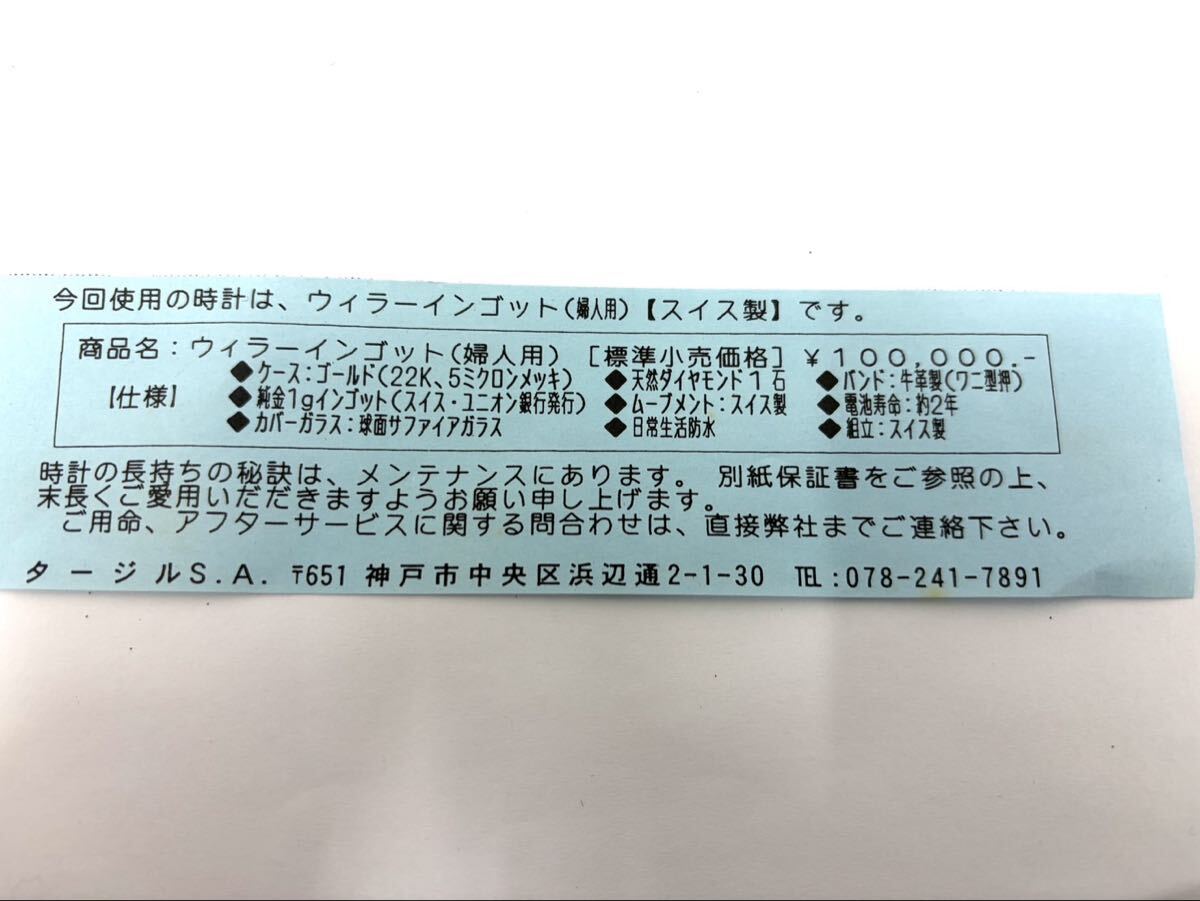 今回使用の時計は、ウィラーインゴット(婦人用)【スイス製】です。
商品名:ウィラーインゴット(婦人用) [標準小売価格] ¥100,000.-
【仕様】
◆ケース:ゴールド(22K、5ミクロンメッキ) ◆天然ダイヤモンド1石 ◆バンド:牛革製(ワニ型押)
◆純金1gインゴット(スイス・ユニオン銀行発行) ◆ムーブメント:スイス製 ◆電池寿命:約2年
◆カバーガラス:球面サファイアガラス ◆日常生活防水 ◆組立:スイス製
時計の長持ちの秘訣は、メンテナンスにあります。 別紙保証書をご参照の上、
末長くご愛用いだだきますようお願い申し上げます。
ご用命、アフターサービスに関する問合わせは、直接弊社までご連絡下さい。
タージルS.A. 〒651 神戸市中央区浜辺通2-1-30 TEL:078-241-7891